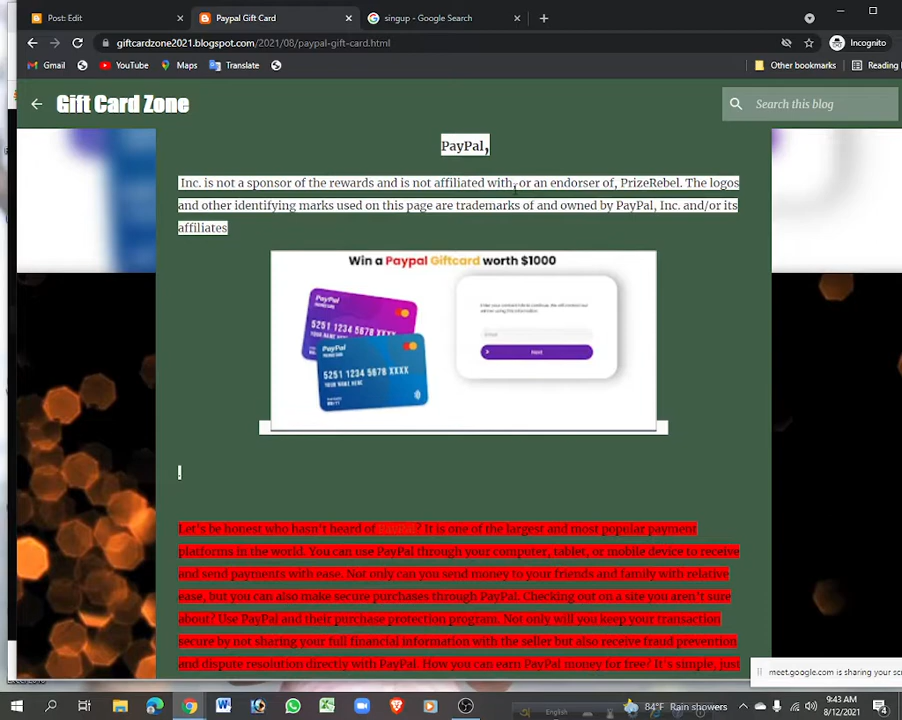 Post: Edit
Paypal Gift Card
singup - Google Search
giftcardzone2021.blogspot.com/2021/08/paypal-gift-card.html
Incognito
Gmail
YouTube
Maps
Translate
Other bookmarks
Reading
Gift Card Zone
Search this blog
PayPal,
Inc. is not a sponsor of the rewards and is not affiliated with, or an endorser of, PrizeRebel. The logos
and other identifying marks used on this page are trademarks of and owned by PayPal, Inc. and/or its
affiliates
Win a Paypal Giftcard worth $1000
PayPal
5251 1234 5678 XXXX
YOUR NAME HERE
PayPal
5251 1234 5678 XXXX
YOUR NAME HERE
Email
Next
.
Let's be honest who hasn't heard of ? It is one of the largest and most popular payment
platforms in the world. You can use PayPal through your computer, tablet, or mobile device to receive
and send payments with ease. Not only can you send money to your friends and family with relative
ease, but you can also make secure purchases through PayPal. Checking out on a site you aren't sure
about? Use PayPal and their purchase protection program. Not only will you keep your transaction
secure by not sharing your full financial information with the seller but also receive fraud prevention
and dispute resolution directly with PayPal. How you can earn PayPal money for free? It's simple, just
meet.google.com is sharing your scr
English
84°F Rain showers
9:43 AM
8/12/2021